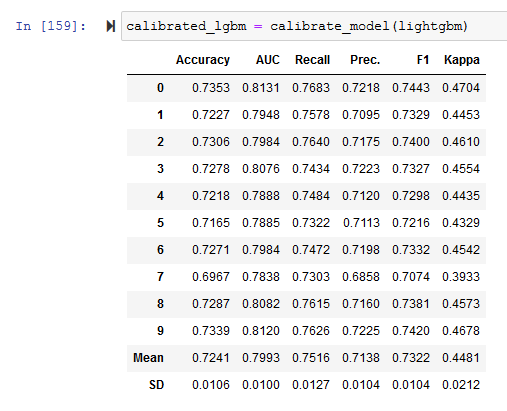 In [159]: calibrated_lgbm = calibrate_model(lightgbm)
Accuracy AUC Recall Prec. F1 Kappa
0 0.7353 0.8131 0.7683 0.7218 0.7443 0.4704
1 0.7227 0.7948 0.7578 0.7095 0.7329 0.4453
2 0.7306 0.7984 0.7640 0.7175 0.7400 0.4610
3 0.7278 0.8076 0.7434 0.7223 0.7327 0.4554
4 0.7218 0.7888 0.7484 0.7120 0.7298 0.4435
5 0.7165 0.7885 0.7322 0.7113 0.7216 0.4329
6 0.7271 0.7984 0.7472 0.7198 0.7332 0.4542
7 0.6967 0.7838 0.7303 0.6858 0.7074 0.3933
8 0.7287 0.8082 0.7615 0.7160 0.7381 0.4573
9 0.7339 0.8120 0.7626 0.7225 0.7420 0.4678
Mean 0.7241 0.7993 0.7516 0.7138 0.7322 0.4481
SD 0.0106 0.0100 0.0127 0.0104 0.0104 0.0212